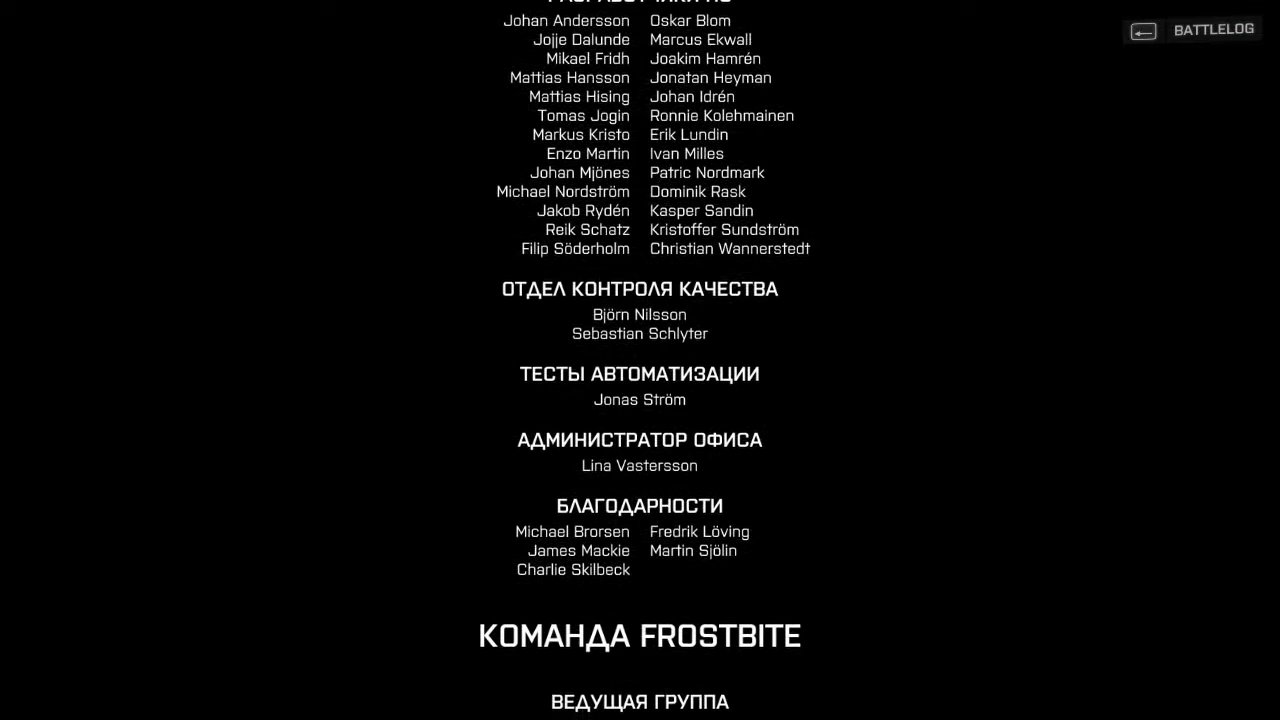 РАЗРАБОТЧИКИ ПО
BATTLELOG
Johan Andersson Oskar Blom
Jojje Dalunde Marcus Ekwall
Mikael Fridh Joakim Hamrén
Mattias Hansson Jonatan Heyman
Mattias Hising Johan Idrén
Tomas Jogin Ronnie Kolehmainen
Markus Kristo Erik Lundin
Enzo Martin Ivan Milles
Johan Mjönes Patric Nordmark
Michael Nordström Dominik Rask
Jakob Rydén Kasper Sandin
Reik Schatz Kristoffer Sundström
Filip Söderholm Christian Wannerstedt
ОТДЕЛ КОНТРОЛЯ КАЧЕСТВА
Björn Nilsson
Sebastian Schlyter
ТЕСТЫ АВТОМАТИЗАЦИИ
Jonas Ström
АДМИНИСТРАТОР ОФИСА
Lina Vastersson
БЛАГОДАРНОСТИ
Michael Brorsen Fredrik Löving
James Mackie Martin Sjölin
Charlie Skilbeck
КОМАНДА FROSTBITE
ВЕДУЩАЯ ГРУППА